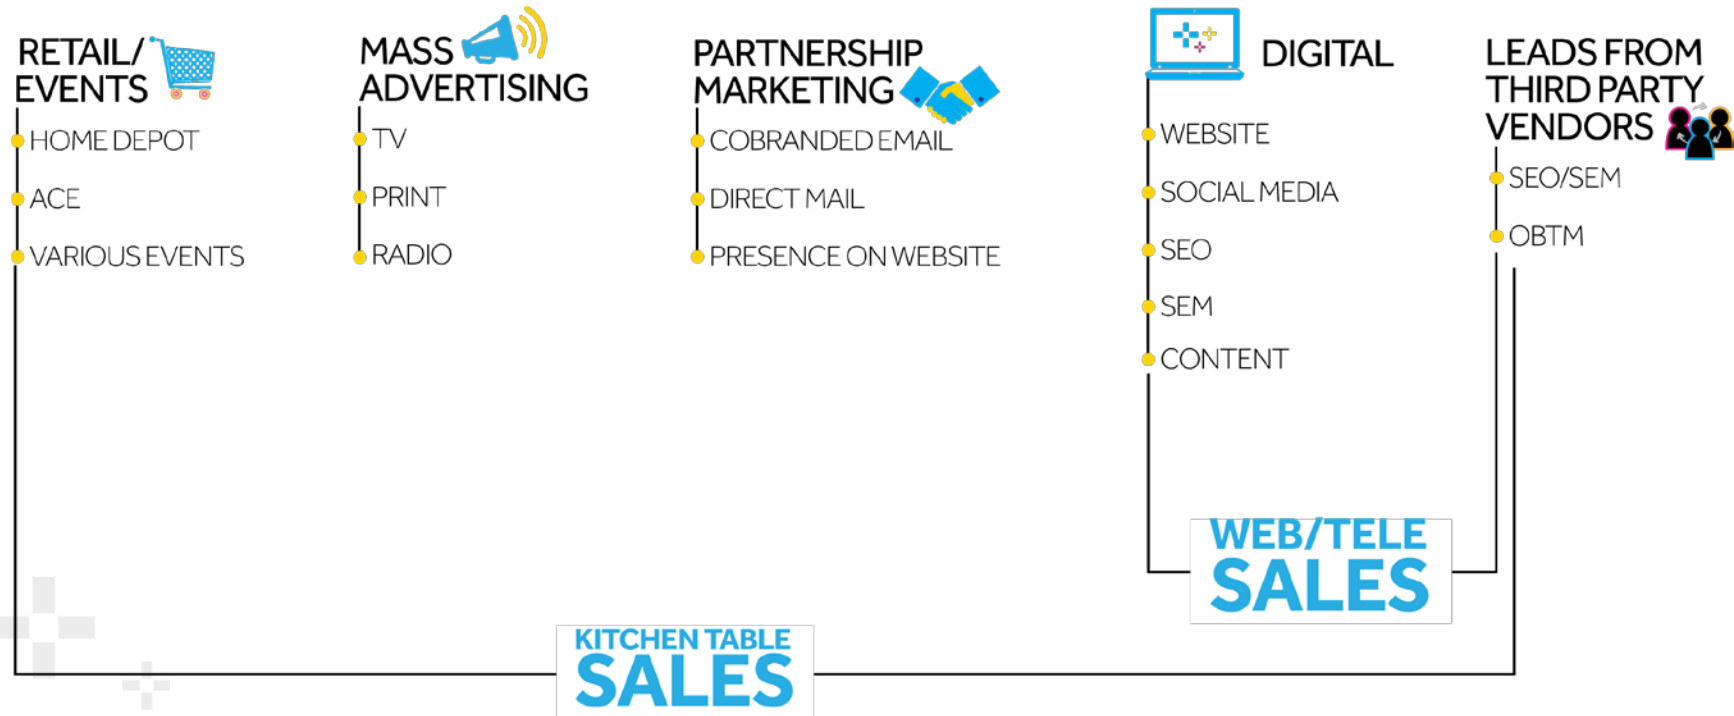 RETAIL/
EVENTS
HOME DEPOT
ACE
VARIOUS EVENTS
MASS
ADVERTISING
TV
PRINT
RADIO
PARTNERSHIP
MARKETING
COBRANDED EMAIL
DIRECT MAIL
PRESENCE ON WEBSITE
DIGITAL
WEBSITE
SOCIAL MEDIA
SEO
SEM
CONTENT
LEADS FROM
THIRD PARTY
VENDORS
SEO/SEM
OBTM
WEB/TELE
SALES
KITCHEN TABLE
SALES